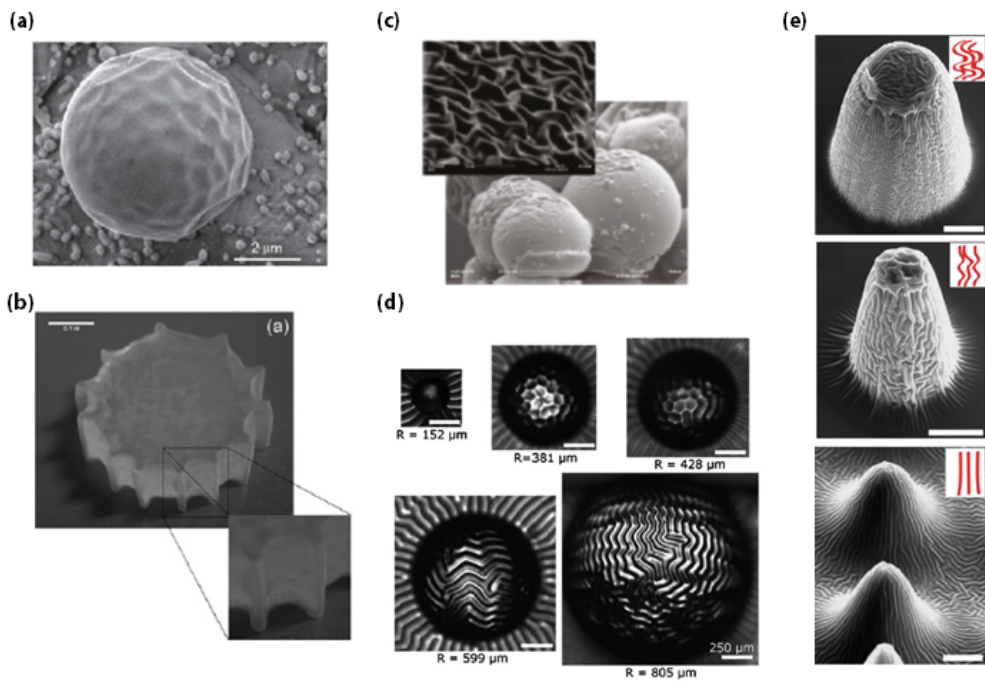 (a)
2 µm
(b)
(a)
(c)
(d)
R = 152 µm
R=381 µm
R = 428 µm
R = 599 µm
250 µm
R = 805 µm
(e)